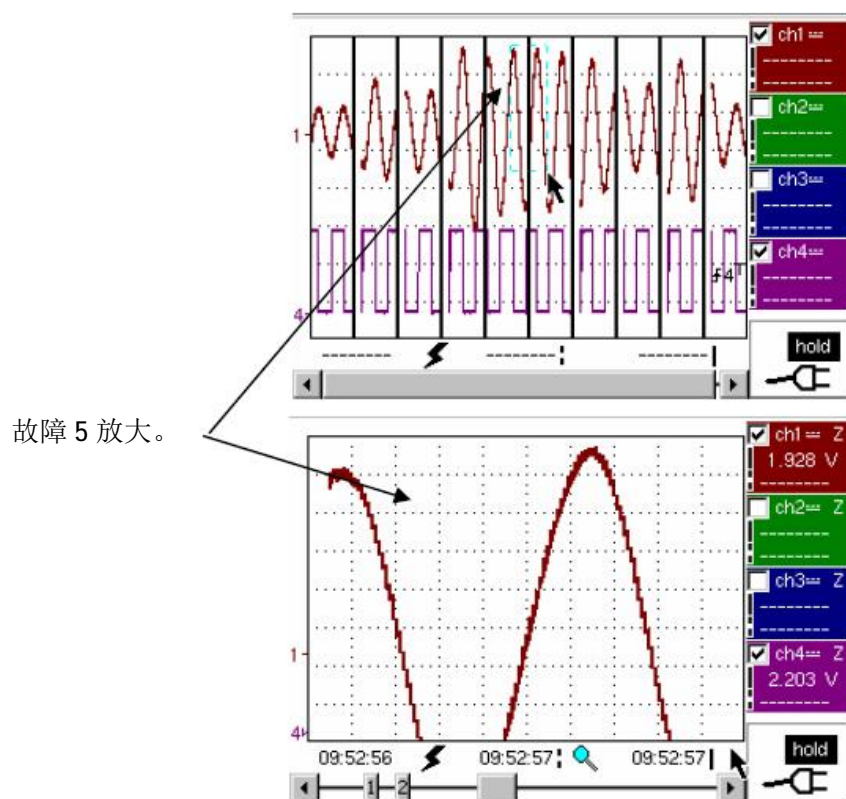 ch1
--------
--------
ch2
--------
--------
ch3
--------
--------
ch4
--------
--------
1
4
4T
-------- -------- --------
hold
故障 5 放大。
ch1 Z
1.928 V
--------
ch2 Z
--------
--------
ch3 Z
--------
--------
ch4 Z
2.203 V
--------
1
4
09:52:56 09:52:57 09:52:57
hold
1 2